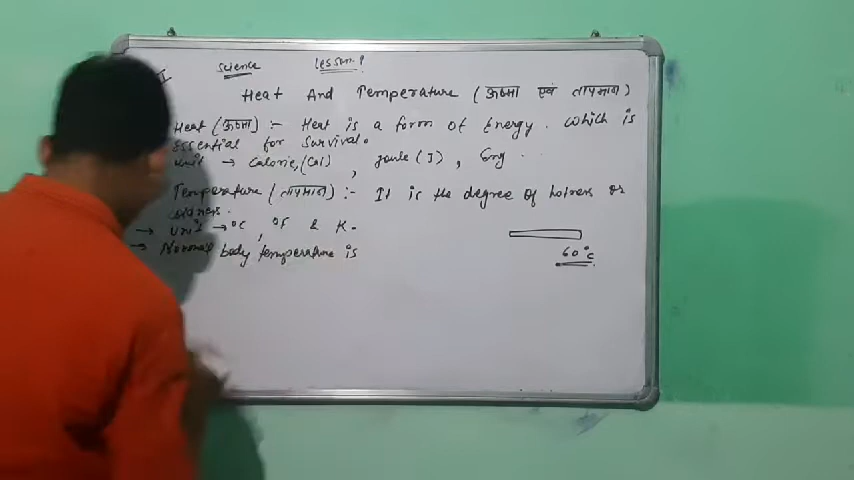 I Science Lesson-1
Heat And Temperature (ऊष्मा एवं तापमान)
Heat (ऊष्मा) :- Heat is a form of Energy. Which is
essential for Survival.
Unit → Calorie,(Cal), Joule (J), Erg
Temperature (तापमान) :- It is the degree of hotness or
coldness.
→ Unit → °C, °F & K.
→ Normal body temperature is
60°C